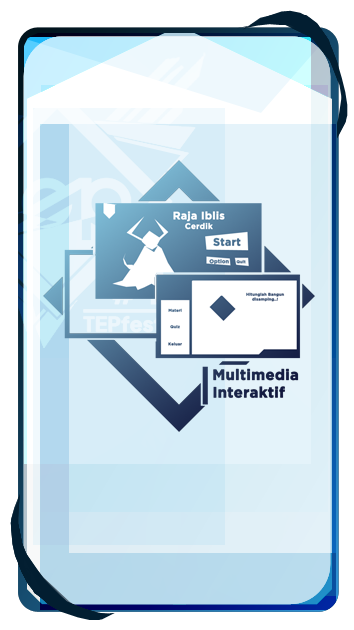 Raja Iblis
Cerdik
Start
Option
Quit
TEPfest
Materi
Quiz
Keluar
Hitunglah Bangun
disamping..!
Multimedia
Interaktif